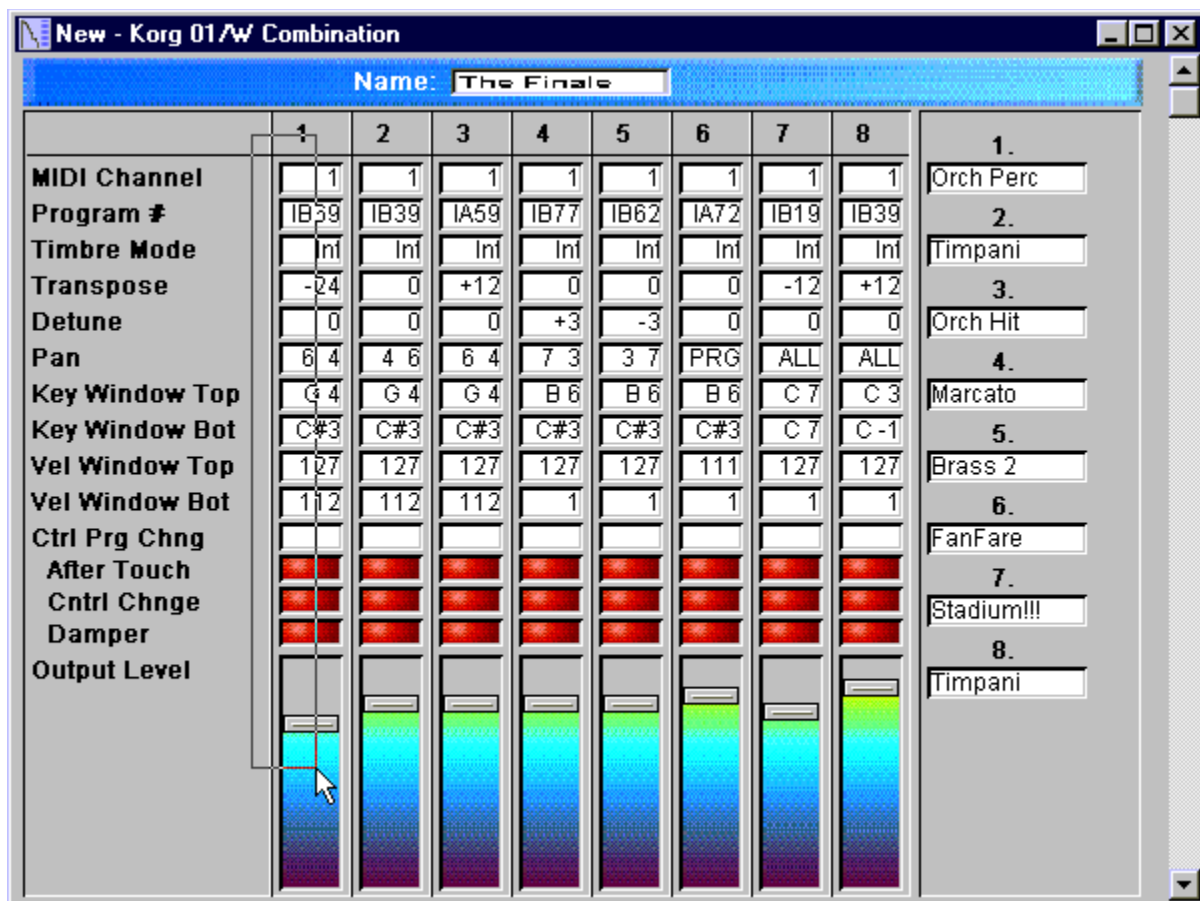 New - Korg 01/W Combination
Name: The Finale
1 2 3 4 5 6 7 8
MIDI Channel 1 1 1 1 1 1 1 1
Program # IB59 IB39 IA59 IB77 IB62 IA72 IB19 IB39
Timbre Mode Int Int Int Int Int Int Int Int
Transpose -24 0 +12 0 0 0 -12 +12
Detune 0 0 0 +3 -3 0 0 0
Pan 6 4 4 6 6 4 7 3 3 7 PRG ALL ALL
Key Window Top G 4 G 4 G 4 B 6 B 6 B 6 C 7 C 3
Key Window Bot C#3 C#3 C#3 C#3 C#3 C#3 C 7 C -1
Vel Window Top 127 127 127 127 127 111 127 127
Vel Window Bot 112 112 112 1 1 1 1 1
Ctrl Prg Chng
After Touch
Cntrl Chnge
Damper
Output Level
1.
Orch Perc
2.
Timpani
3.
Orch Hit
4.
Marcato
5.
Brass 2
6.
FanFare
7.
Stadium!!!
8.
Timpani